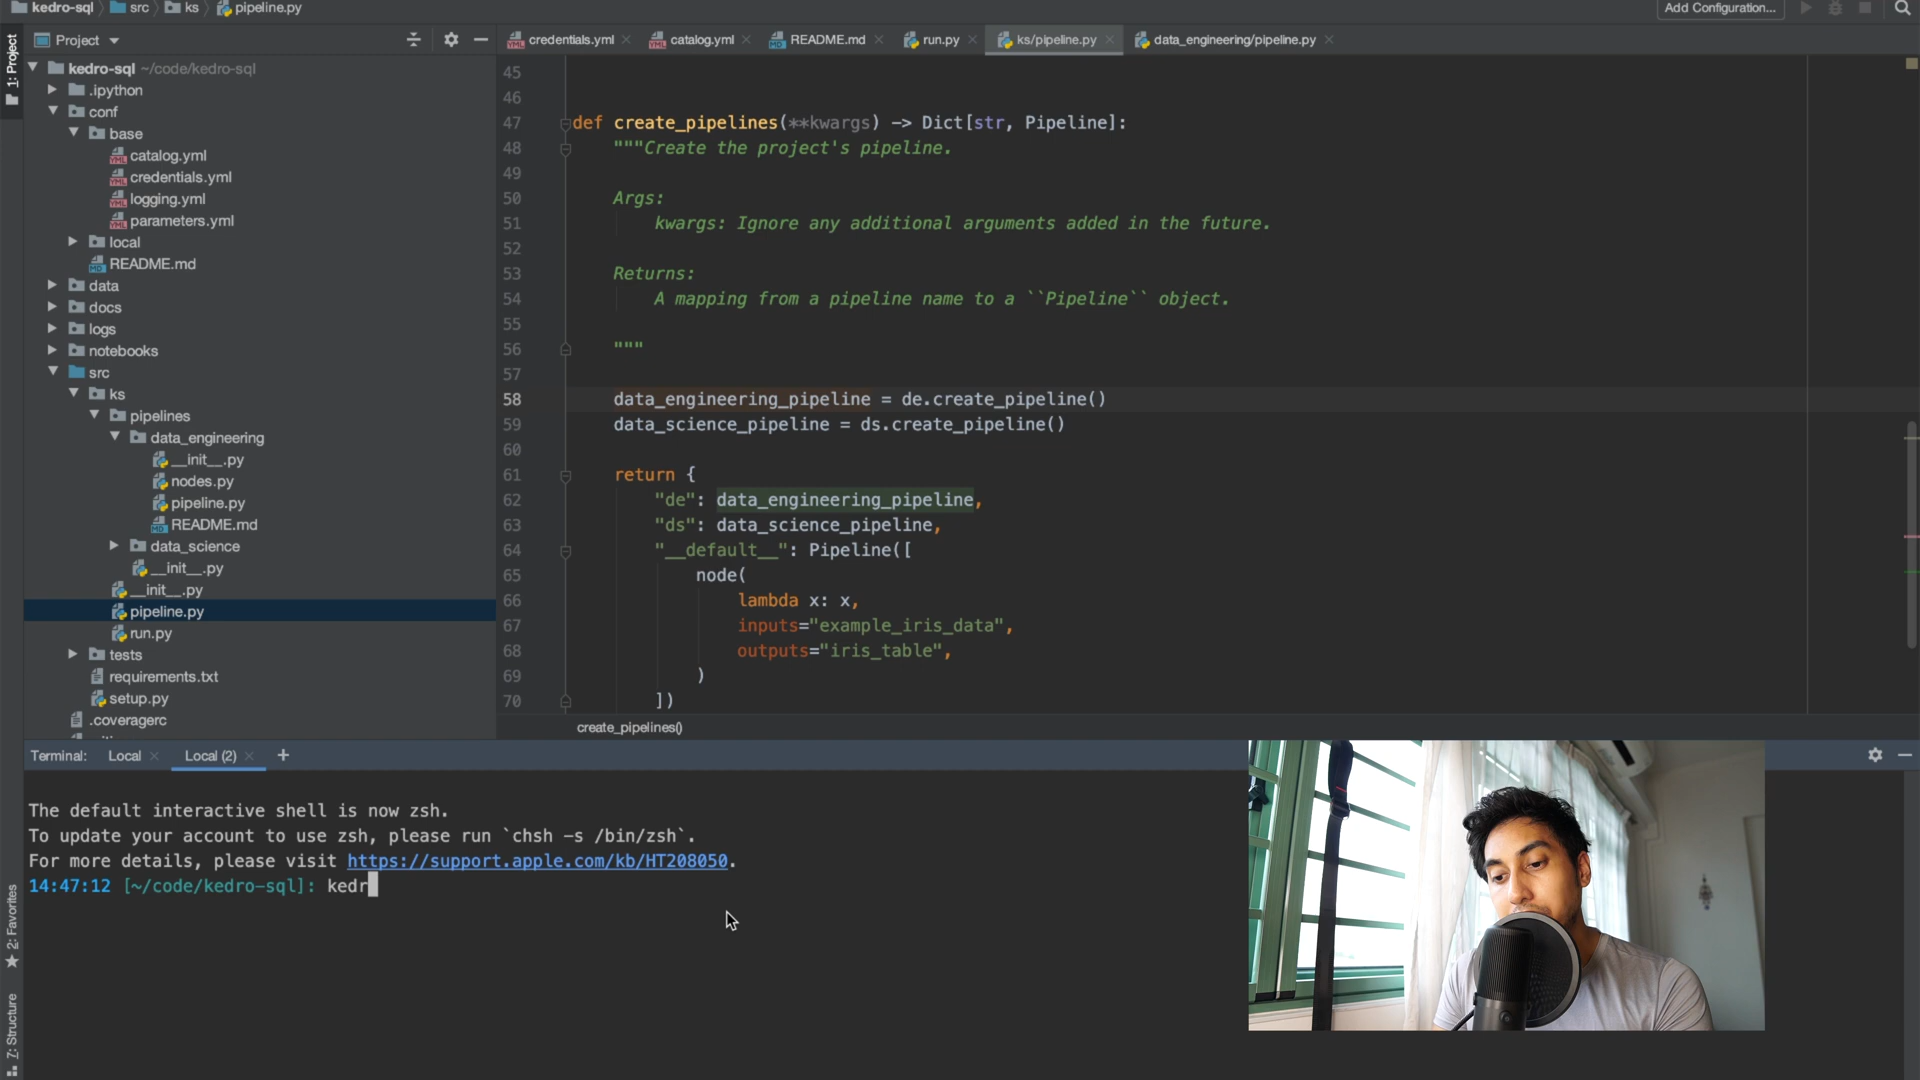 kedro-sql
src
ks
pipeline.py
Add Configuration...
1: Project
Project
credentials.yml
catalog.yml
README.md
run.py
ks/pipeline.py
data_engineering/pipeline.py
kedro-sql ~/code/kedro-sql
.ipython
conf
base
catalog.yml
credentials.yml
logging.yml
parameters.yml
local
README.md
data
docs
logs
notebooks
src
ks
pipelines
data_engineering
__init__.py
nodes.py
pipeline.py
README.md
data_science
__init__.py
__init__.py
pipeline.py
run.py
tests
requirements.txt
setup.py
.coveragerc
45
46
47 def create_pipelines(**kwargs) -> Dict[str, Pipeline]:
48 """Create the project's pipeline.
49
50 Args:
51 kwargs: Ignore any additional arguments added in the future.
52
53 Returns:
54 A mapping from a pipeline name to a ``Pipeline`` object.
55
56 """
57
58 data_engineering_pipeline = de.create_pipeline()
59 data_science_pipeline = ds.create_pipeline()
60
61 return {
62 "de": data_engineering_pipeline,
63 "ds": data_science_pipeline,
64 "__default__": Pipeline([
65 node(
66 lambda x: x,
67 inputs="example_iris_data",
68 outputs="iris_table",
69 )
70 ])
create_pipelines()
Terminal: Local Local (2) +
The default interactive shell is now zsh.
To update your account to use zsh, please run `chsh -s /bin/zsh`.
For more details, please visit https://support.apple.com/kb/HT208050.
14:47:12 [~/code/kedro-sql]: kedr
2: Favorites
7: Structure